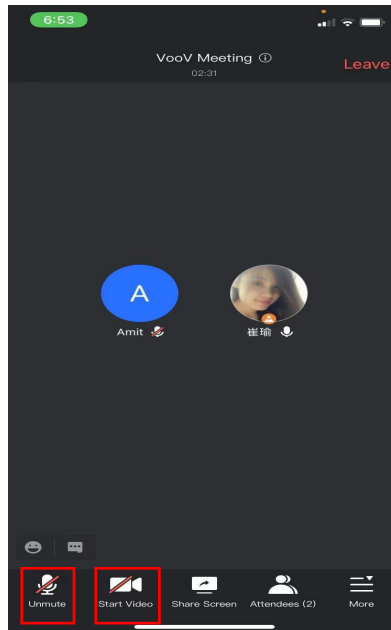 6:53
VooV Meeting
02:31
Leave
A
Amit
崔瑜
Unmute
Start Video
Share Screen
Attendees (2)
More